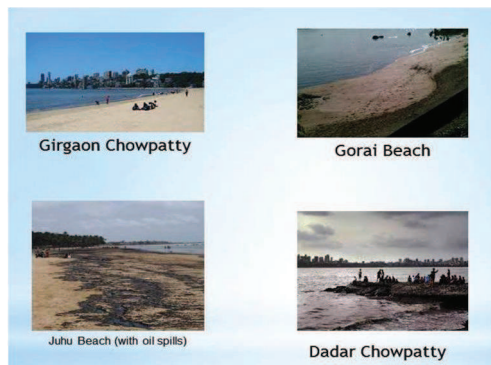 Girgaon Chowpatty
Gorai Beach
Juhu Beach (with oil spills)
Dadar Chowpatty